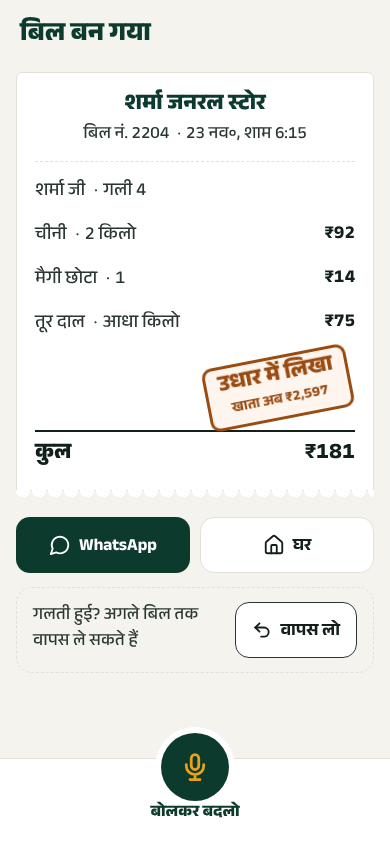 बिल बन गया
शर्मा जनरल स्टोर
बिल नं. 2204 · 23 नव०, शाम 6:15
शर्मा जी · गली 4
चीनी · 2 किलो ₹92
मैगी छोटा · 1 ₹14
तूर दाल · आधा किलो ₹75
उधार में लिखा
खाता अब ₹2,597
कुल ₹181
WhatsApp घर
गलती हुई? अगले बिल तक
वापस ले सकते हैं
वापस लो
बोलकर बदलो